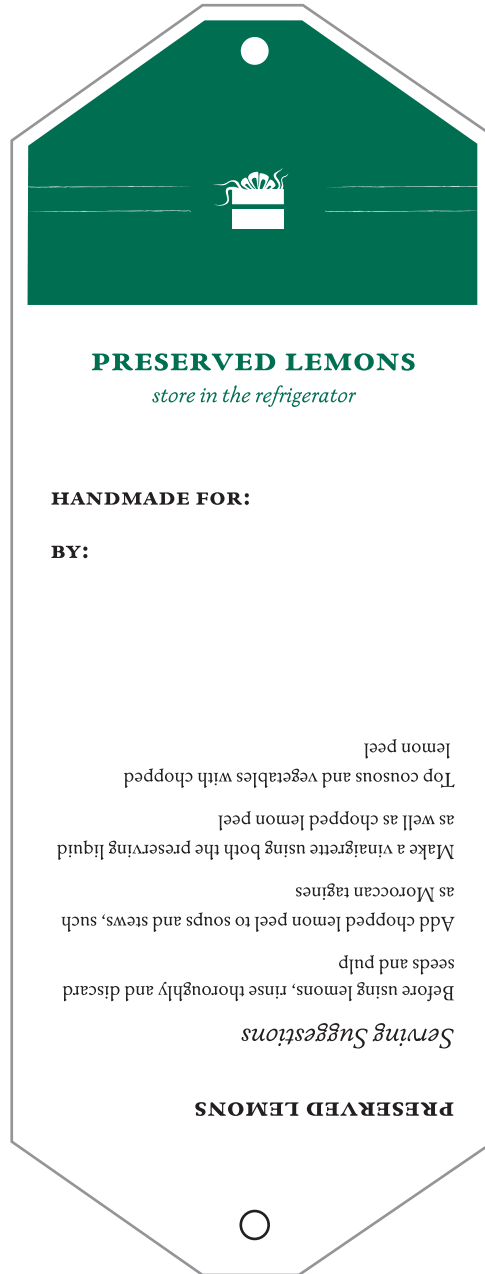 PRESERVED LEMONS
store in the refrigerator
HANDMADE FOR:
BY:
PRESERVED LEMONS
Serving Suggestions
Before using lemons, rinse thoroughly and discard
seeds and pulp
Add chopped lemon peel to soups and stews, such
as Moroccan tagines
Make a vinaigrette using both the preserving liquid
as well as chopped lemon peel
Top cousous and vegetables with chopped
lemon peel